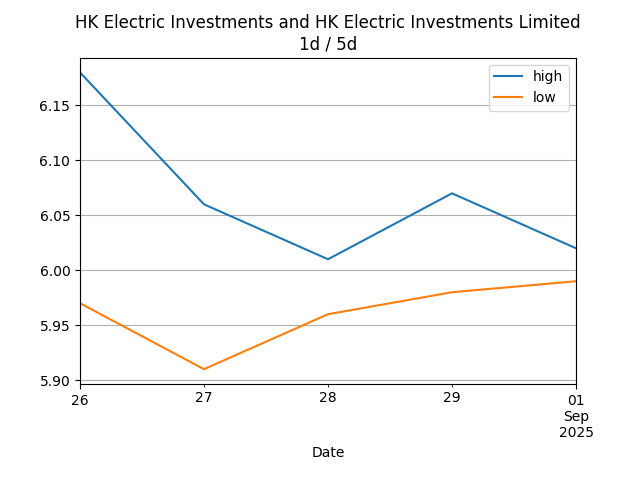 HK Electric Investments and HK Electric Investments Limited
1d / 5d
high
low
6.15
6.10
6.05
6.00
5.95
5.90
26
27
28
29
01
Sep
2025
Date